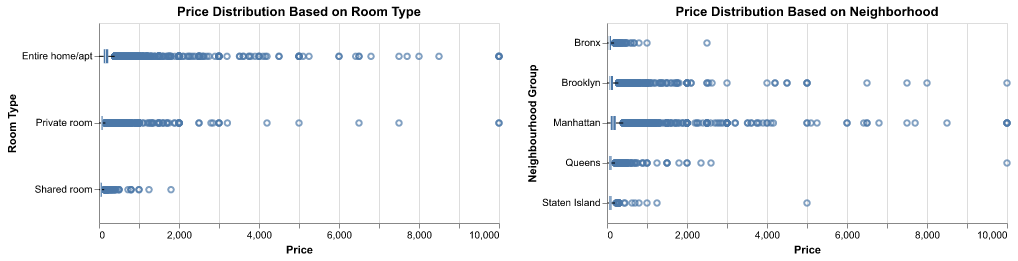 Price Distribution Based on Room Type
Room Type
Entire home/apt
Private room
Shared room
0 2,000 4,000 6,000 8,000 10,000
Price
Price Distribution Based on Neighborhood
Neighbourhood Group
Bronx
Brooklyn
Manhattan
Queens
Staten Island
0 2,000 4,000 6,000 8,000 10,000
Price